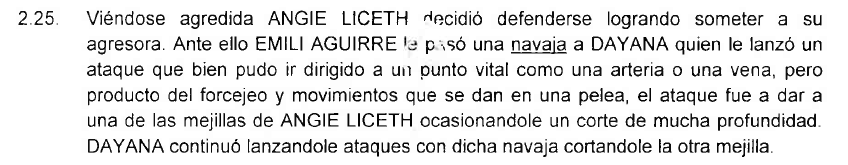 2.25. Viéndose agredida ANGIE LICETH decidió defenderse logrando someter a su
agresora. Ante ello EMILI AGUIRRE le pasó una navaja a DAYANA quien le lanzó un
ataque que bien pudo ir dirigido a un punto vital como una arteria o una vena, pero
producto del forcejeo y movimientos que se dan en una pelea, el ataque fue a dar a
una de las mejillas de ANGIE LICETH ocasionandole un corte de mucha profundidad.
DAYANA continuó lanzandole ataques con dicha navaja cortandole la otra mejilla.